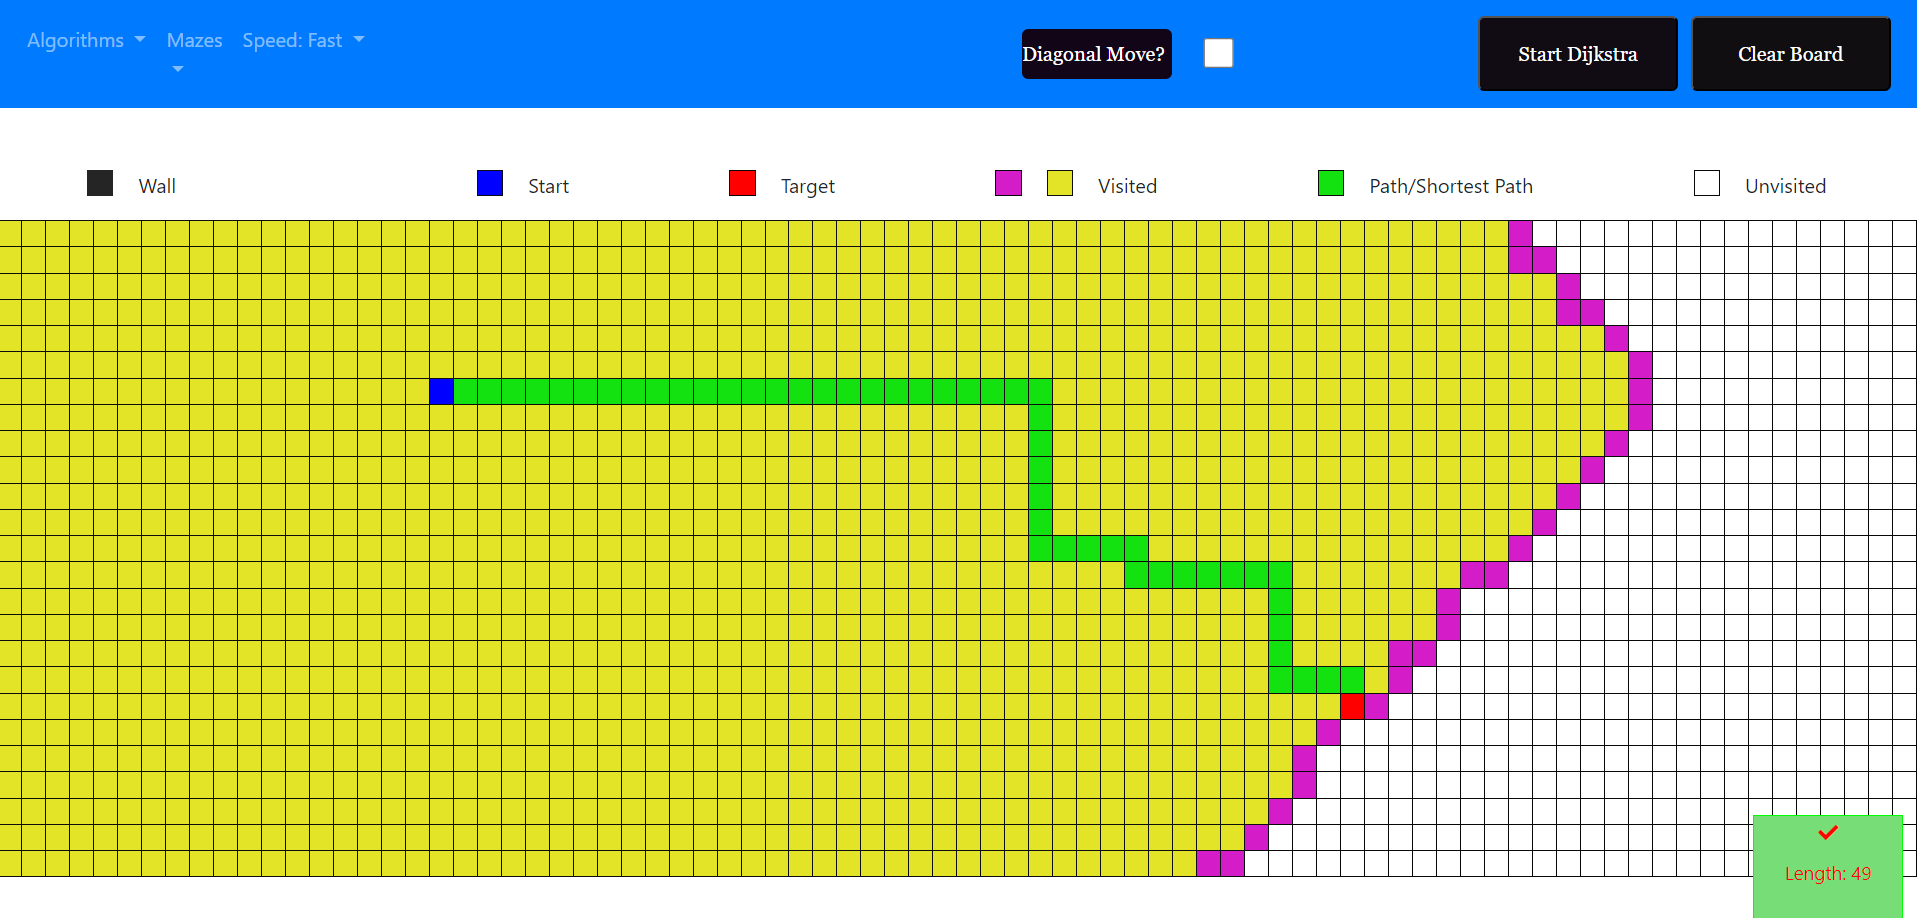 Algorithms
Mazes
Speed: Fast
Diagonal Move?
Start Dijkstra
Clear Board
Wall
Start
Target
Visited
Path/Shortest Path
Unvisited
Length: 49